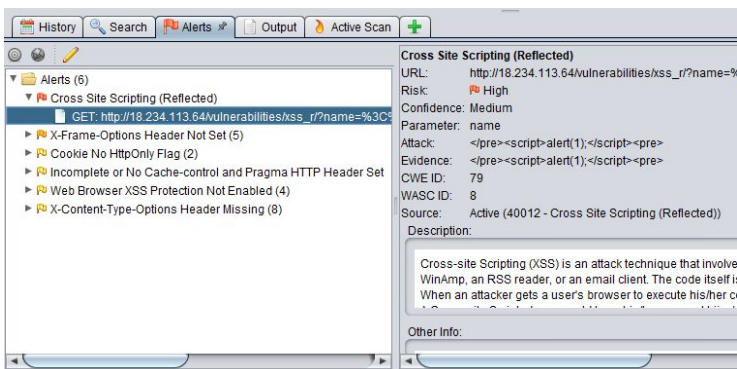 History Search Alerts Output Active Scan
Alerts (6)
Cross Site Scripting (Reflected)
GET: http://18.234.113.64/vulnerabilities/xss_r/?name=%3C%
X-Frame-Options Header Not Set (5)
Cookie No HttpOnly Flag (2)
Incomplete or No Cache-control and Pragma HTTP Header Set
Web Browser XSS Protection Not Enabled (4)
X-Content-Type-Options Header Missing (8)
Cross Site Scripting (Reflected)
URL: http://18.234.113.64/vulnerabilities/xss_r/?name=%
Risk: High
Confidence: Medium
Parameter: name
Attack: </pre><script>alert(1);</script><pre>
Evidence: </pre><script>alert(1);</script><pre>
CWE ID: 79
WASC ID: 8
Source: Active (40012 - Cross Site Scripting (Reflected))
Description:
Cross-site Scripting (XSS) is an attack technique that involve
WinAmp, an RSS reader, or an email client. The code itself is
When an attacker gets a user's browser to execute his/her c
Other Info: